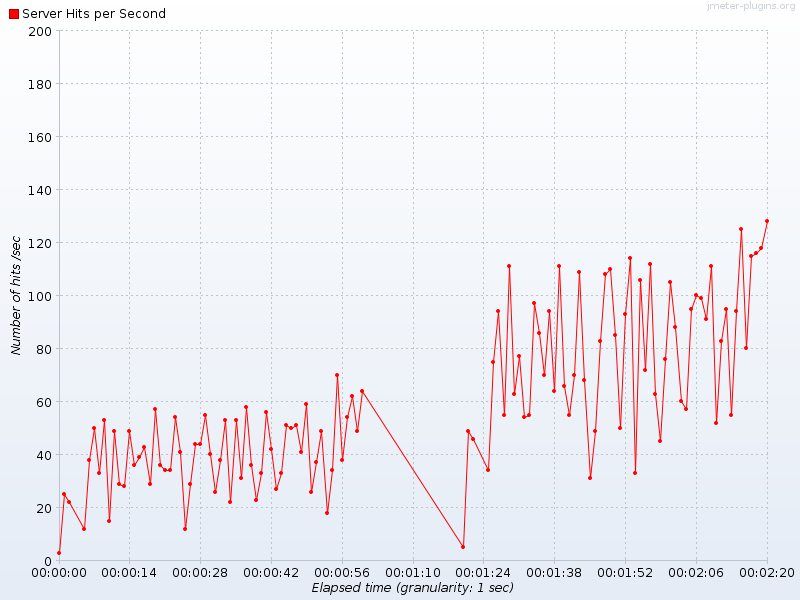 jmeter-plugins.org
Server Hits per Second
200
180
160
140
120
100
80
60
40
20
0
Number of hits /sec
00:00:00 00:00:14 00:00:28 00:00:42 00:00:56 00:01:10 00:01:24 00:01:38 00:01:52 00:02:06 00:02:20
Elapsed time (granularity: 1 sec)